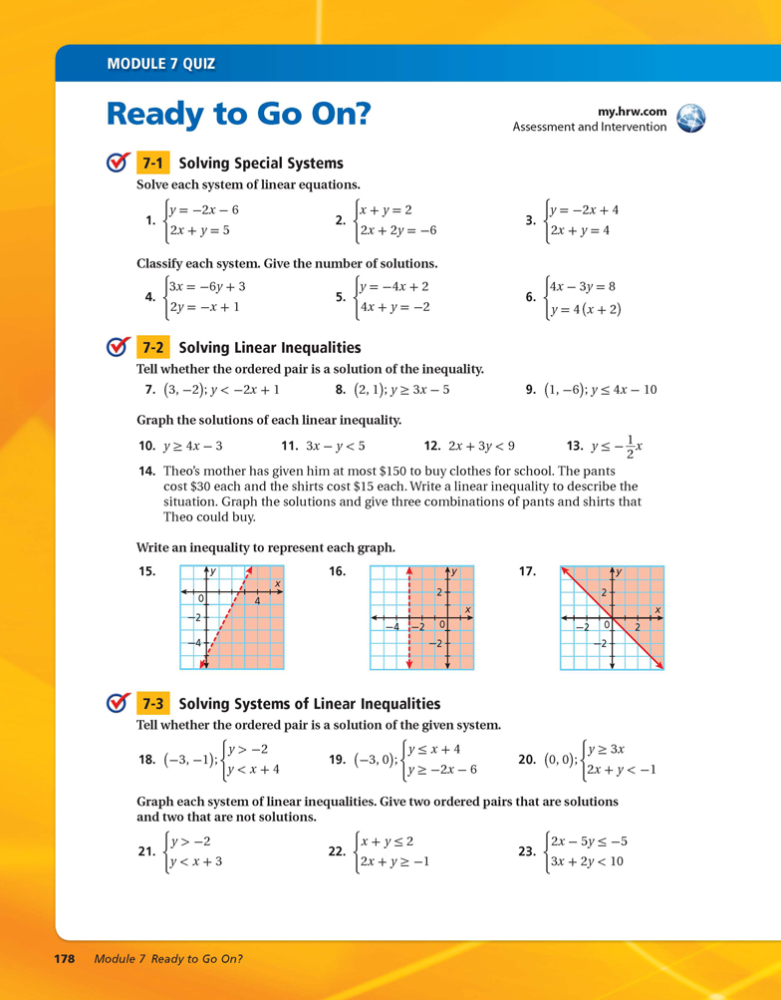 MODULE 7 QUIZ
Ready to Go On?
my.hrw.com
Assessment and Intervention
7-1 Solving Special Systems
Solve each system of linear equations.
1. {y = −2x − 6
2x + y = 5
2. {x + y = 2
2x + 2y = −6
3. {y = −2x + 4
2x + y = 4
Classify each system. Give the number of solutions.
4. {3x = −6y + 3
2y = −x + 1
5. {y = −4x + 2
4x + y = −2
6. {4x − 3y = 8
y = 4(x + 2)
7-2 Solving Linear Inequalities
Tell whether the ordered pair is a solution of the inequality.
7. (3, −2); y < −2x + 1 8. (2, 1); y ≥ 3x − 5 9. (1, −6); y ≤ 4x − 10
Graph the solutions of each linear inequality.
10. y ≥ 4x − 3 11. 3x − y < 5 12. 2x + 3y < 9 13. y ≤ −1/2x
14. Theo’s mother has given him at most $150 to buy clothes for school. The pants
cost $30 each and the shirts cost $15 each. Write a linear inequality to describe the
situation. Graph the solutions and give three combinations of pants and shirts that
Theo could buy.
Write an inequality to represent each graph.
15.
y
x
0
4
−2
−4
16.
y
2
x
−4 −2 0
−2
17.
y
2
x
−2 0 2
−2
7-3 Solving Systems of Linear Inequalities
Tell whether the ordered pair is a solution of the given system.
18. (−3, −1); {y > −2
y < x + 4
19. (−3, 0); {y ≤ x + 4
y ≥ −2x − 6
20. (0, 0); {y ≥ 3x
2x + y < −1
Graph each system of linear inequalities. Give two ordered pairs that are solutions
and two that are not solutions.
21. {y > −2
y < x + 3
22. {x + y ≤ 2
2x + y ≥ −1
23. {2x − 5y ≤ −5
3x + 2y < 10
178 Module 7 Ready to Go On?